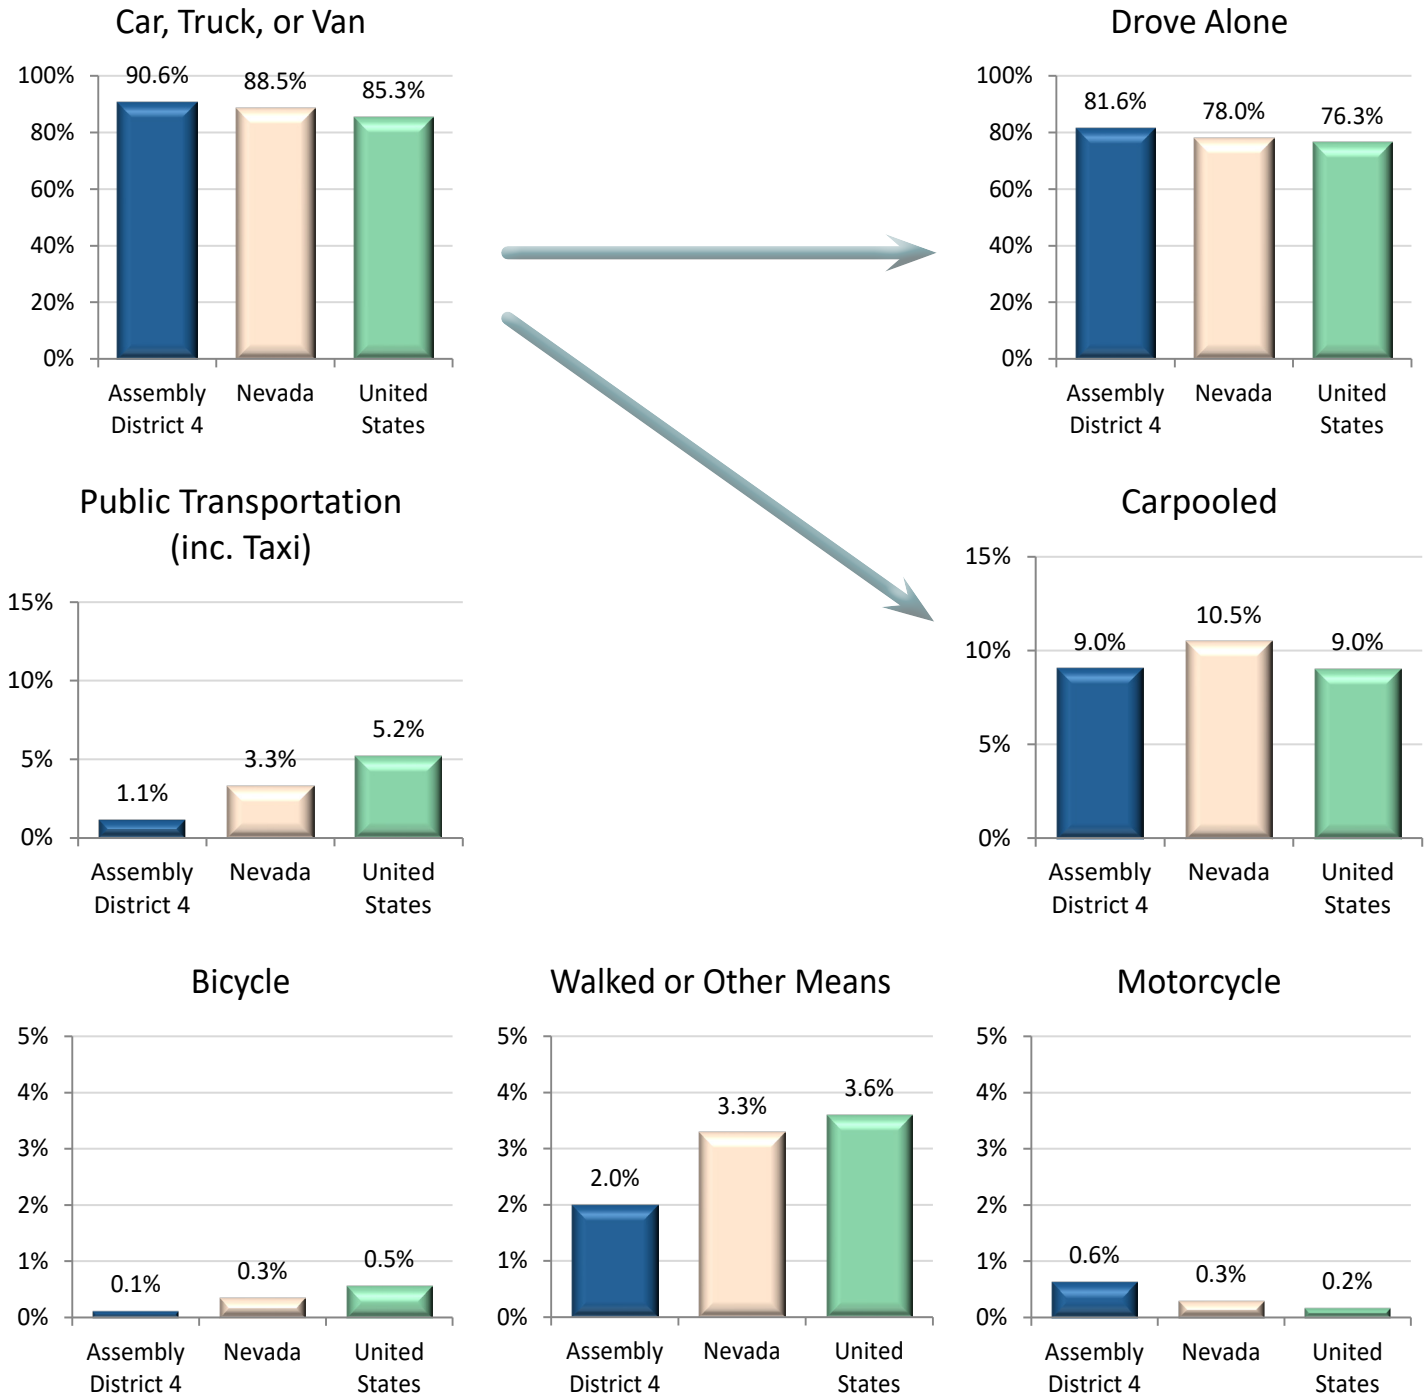 Car, Truck, or Van
100%
80%
60%
40%
20%
0%
90.6%
88.5%
85.3%
Assembly
District 4
Nevada
United
States
Drove Alone
100%
80%
60%
40%
20%
0%
81.6%
78.0%
76.3%
Assembly
District 4
Nevada
United
States
Public Transportation
(inc. Taxi)
15%
10%
5%
0%
1.1%
3.3%
5.2%
Assembly
District 4
Nevada
United
States
Carpooled
15%
10%
5%
0%
9.0%
10.5%
9.0%
Assembly
District 4
Nevada
United
States
Bicycle
5%
4%
3%
2%
1%
0%
0.1%
0.3%
0.5%
Assembly
District 4
Nevada
United
States
Walked or Other Means
5%
4%
3%
2%
1%
0%
2.0%
3.3%
3.6%
Assembly
District 4
Nevada
United
States
Motorcycle
5%
4%
3%
2%
1%
0%
0.6%
0.3%
0.2%
Assembly
District 4
Nevada
United
States